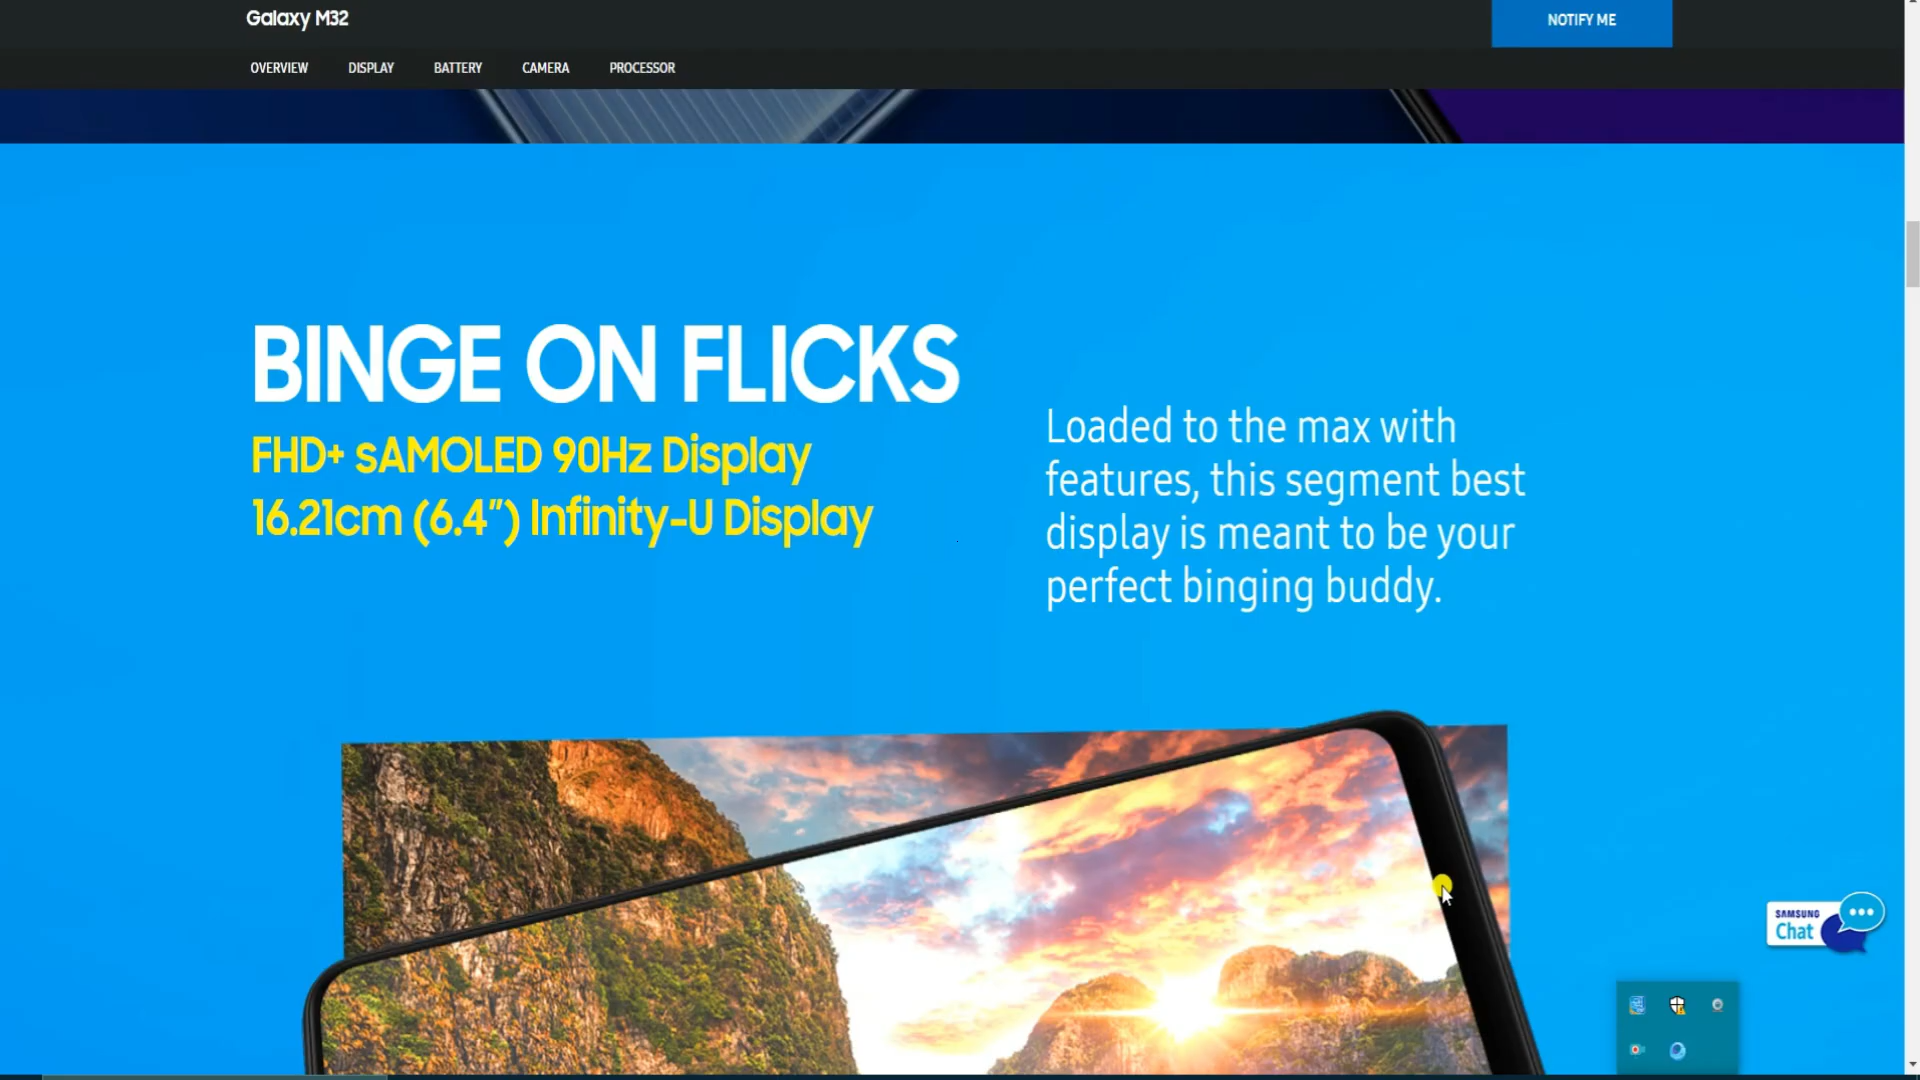 Galaxy M32
NOTIFY ME
OVERVIEW DISPLAY BATTERY CAMERA PROCESSOR
BINGE ON FLICKS
FHD+ sAMOLED 90Hz Display
16.21cm (6.4") Infinity-U Display
Loaded to the max with
features, this segment best
display is meant to be your
perfect binging buddy.
SAMSUNG
Chat